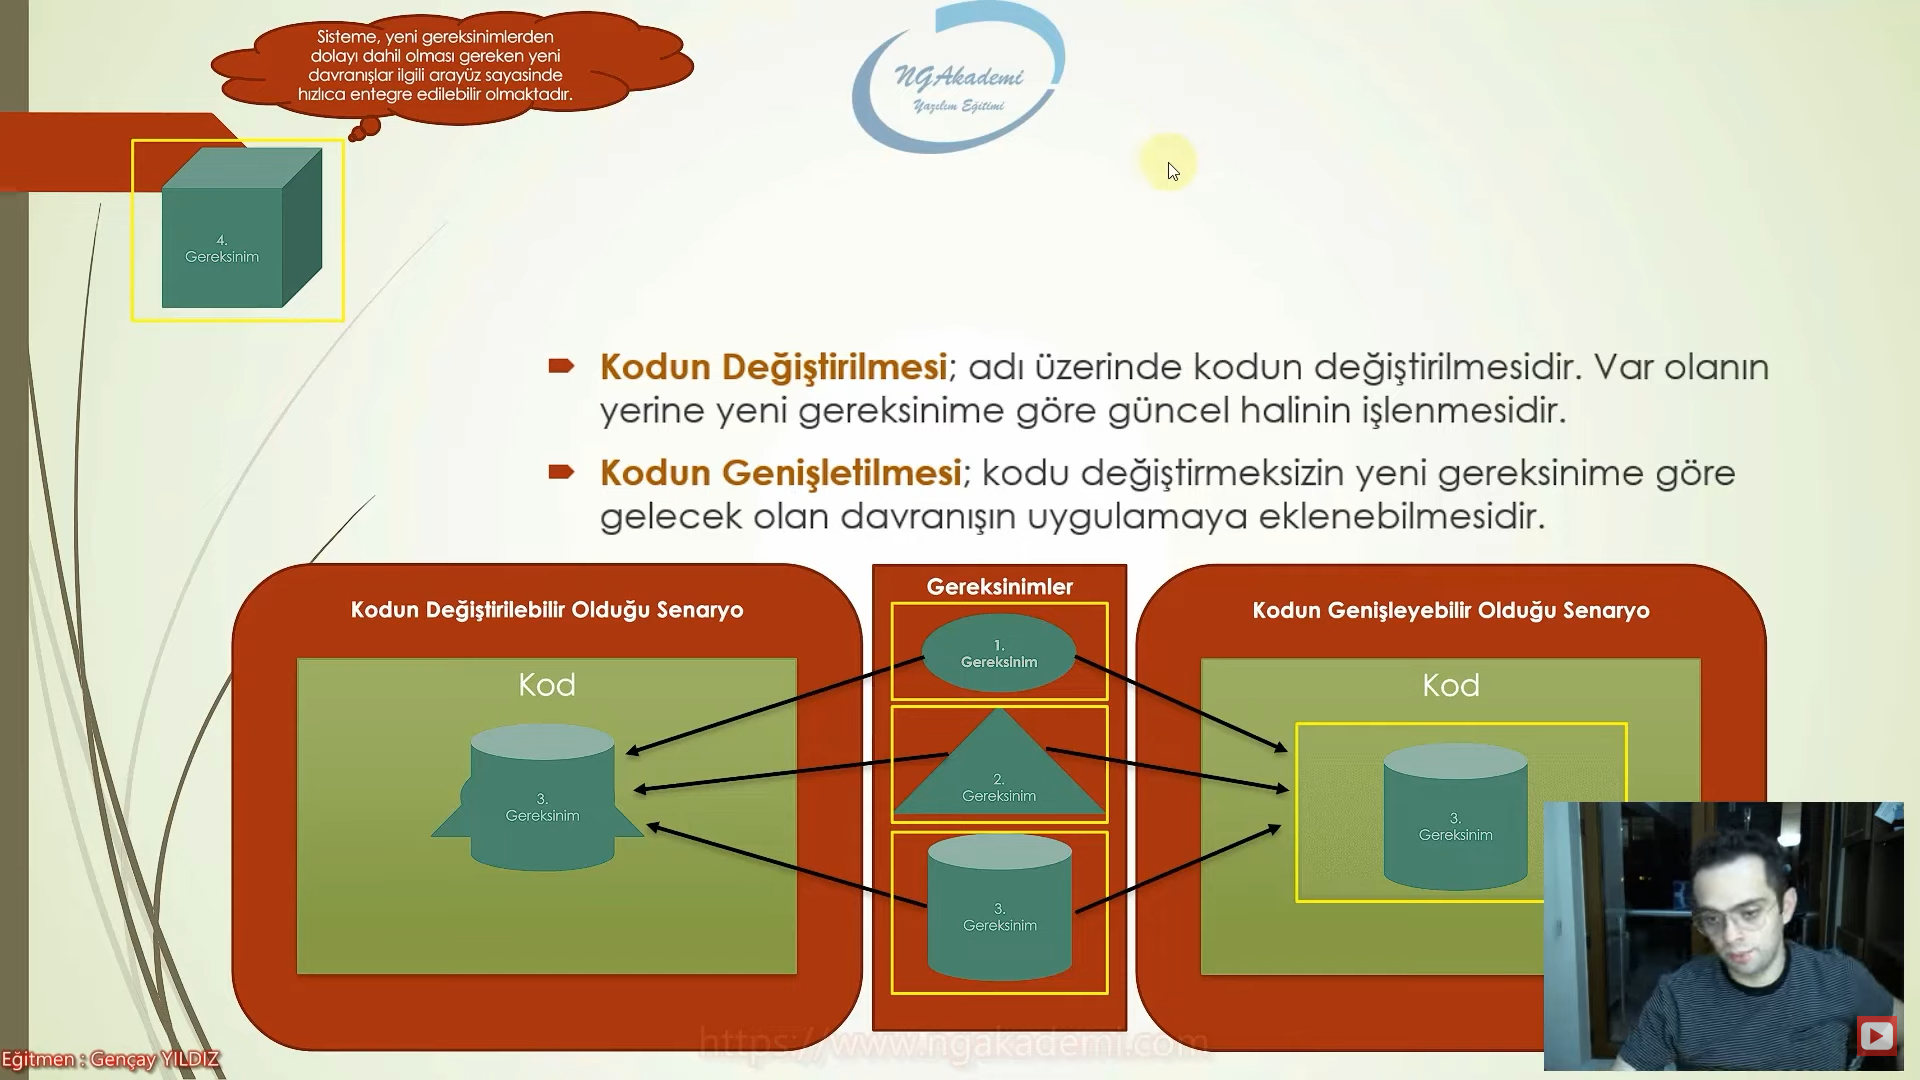 Sisteme, yeni gereksinimlerden
dolayı dahil olması gereken yeni
davranışlar ilgili arayüz sayasinde
hızlıca entegre edilebilir olmaktadır.
NGAkademi
Yazılım Eğitimi
4.
Gereksinim
Kodun Değiştirilmesi; adı üzerinde kodun değiştirilmesidir. Var olanın
yerine yeni gereksinime göre güncel halinin işlenmesidir.
Kodun Genişletilmesi; kodu değiştirmeksizin yeni gereksinime göre
gelecek olan davranışın uygulamaya eklenebilmesidir.
Kodun Değiştirilebilir Olduğu Senaryo
Kod
3.
Gereksinim
Gereksinimler
1.
Gereksinim
2.
Gereksinim
3.
Gereksinim
Kodun Genişleyebilir Olduğu Senaryo
Kod
3.
Gereksinim
https://www.ngakademi.com
Eğitmen : Gençay YILDIZ